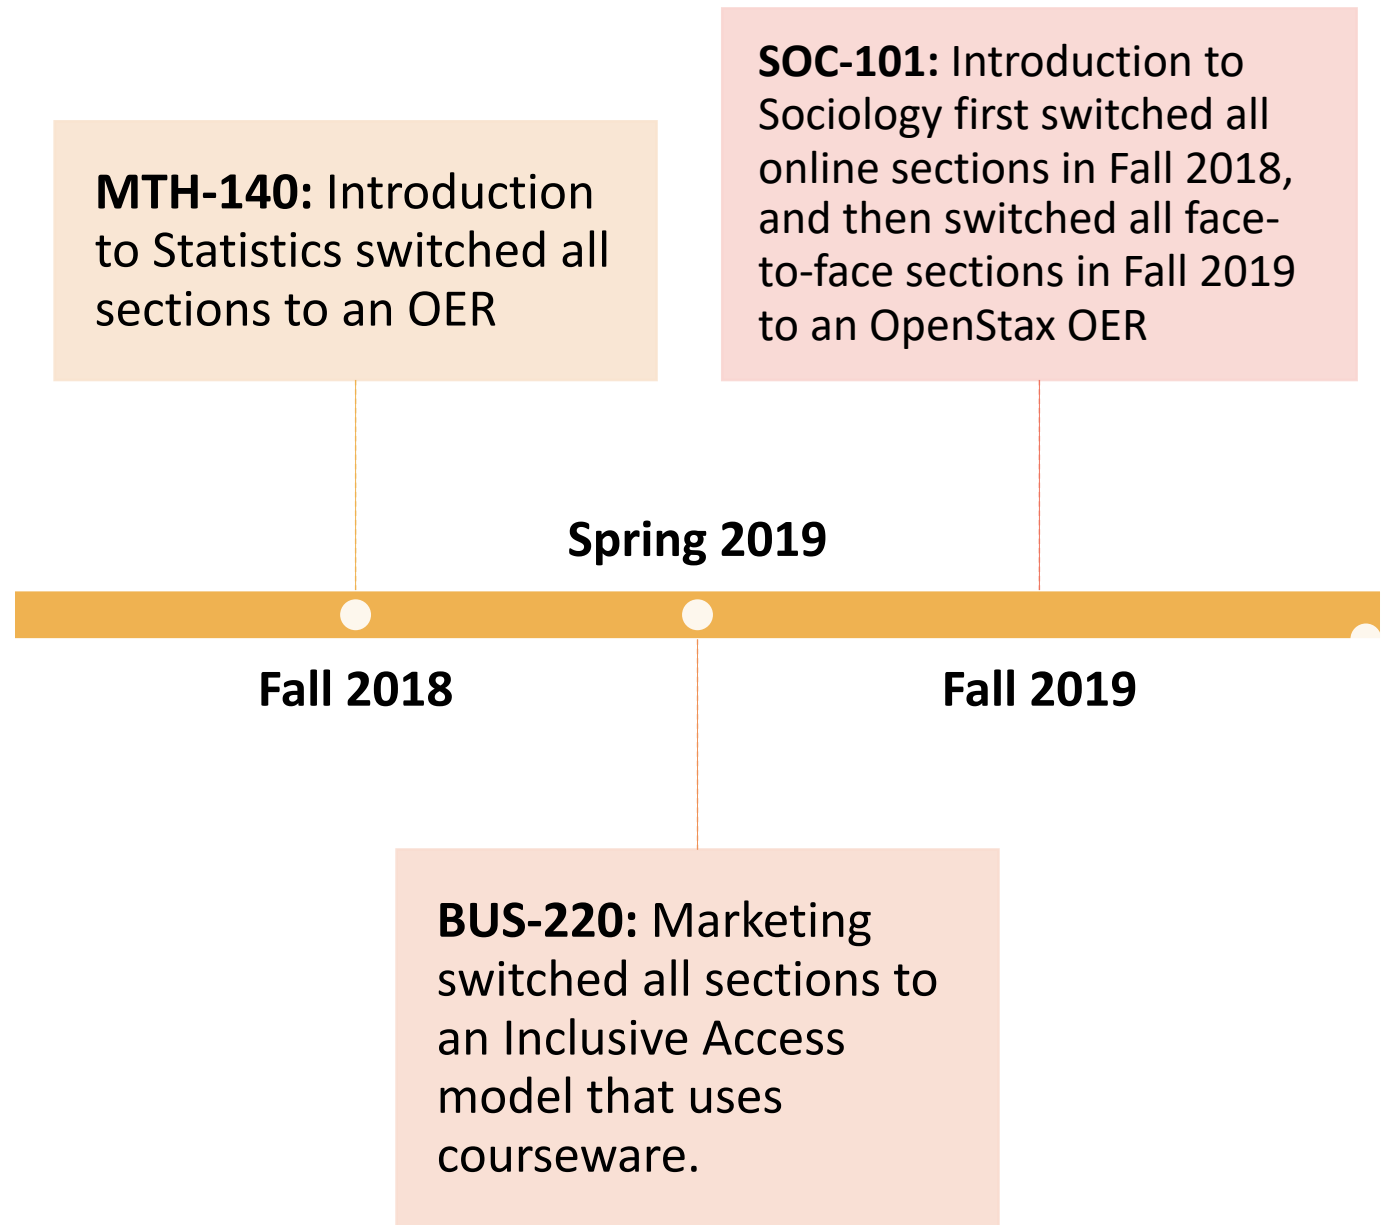 MTH-140: Introduction
to Statistics switched all
sections to an OER
SOC-101: Introduction to
Sociology first switched all
online sections in Fall 2018,
and then switched all face-
to-face sections in Fall 2019
to an OpenStax OER
Spring 2019
Fall 2018
Fall 2019
BUS-220: Marketing
switched all sections to
an Inclusive Access
model that uses
courseware.